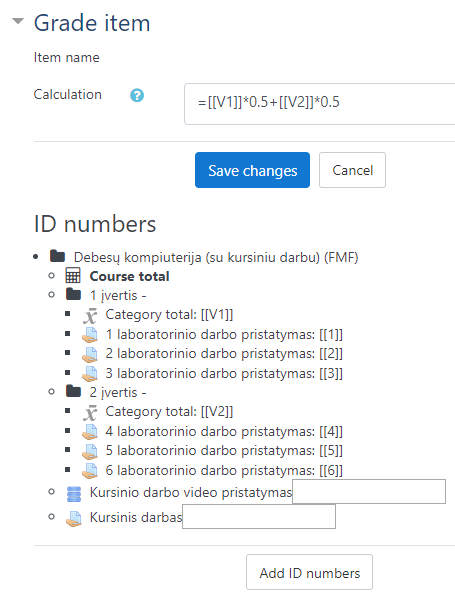 Grade item
Item name
Calculation
=[[V1]]*0.5+[[V2]]*0.5
Save changes
Cancel
ID numbers
Debesų kompiuterija (su kursiniu darbu) (FMF)
Course total
1 įvertis -
Category total: [[V1]]
1 laboratorinio darbo pristatymas: [[1]]
2 laboratorinio darbo pristatymas: [[2]]
3 laboratorinio darbo pristatymas: [[3]]
2 įvertis -
Category total: [[V2]]
4 laboratorinio darbo pristatymas: [[4]]
5 laboratorinio darbo pristatymas: [[5]]
6 laboratorinio darbo pristatymas: [[6]]
Kursinio darbo video pristatymas
Kursinis darbas
Add ID numbers